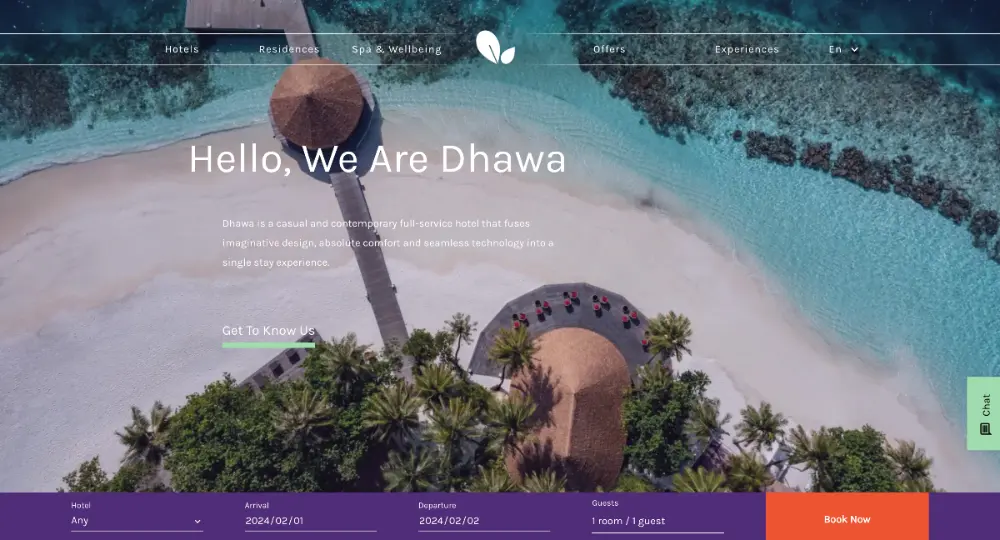 Hotels
Residences
Spa & Wellbeing
Offers
Experiences
En
Hello, We Are Dhawa
Dhawa is a casual and contemporary full-service hotel that fuses
imaginative design, absolute comfort and seamless technology into a
single stay experience.
Get To Know Us
Chat
Hotel
Any
Arrival
2024/02/01
Departure
2024/02/02
Guests
1 room / 1 guest
Book Now